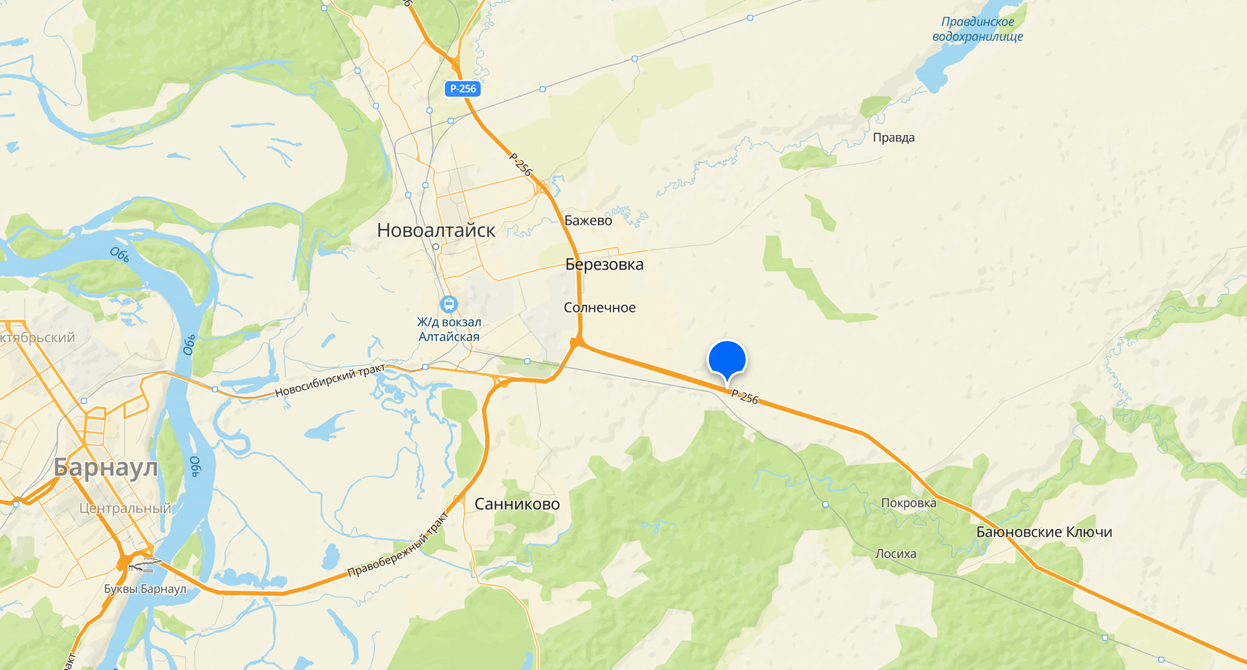 Правдинское
водохранилище
Р-256
Правда
Р-256
Бажево
Новоалтайск
Обь
Березовка
Солнечное
Ж/д вокзал
Алтайская
ктябрьский
Обь
Новосибирский тракт
Р-256
Барнаул
Обь
Санниково
Покровка
Центральный
Баюновские Ключи
Правобережный тракт
Лосиха
Буквы Барнаул